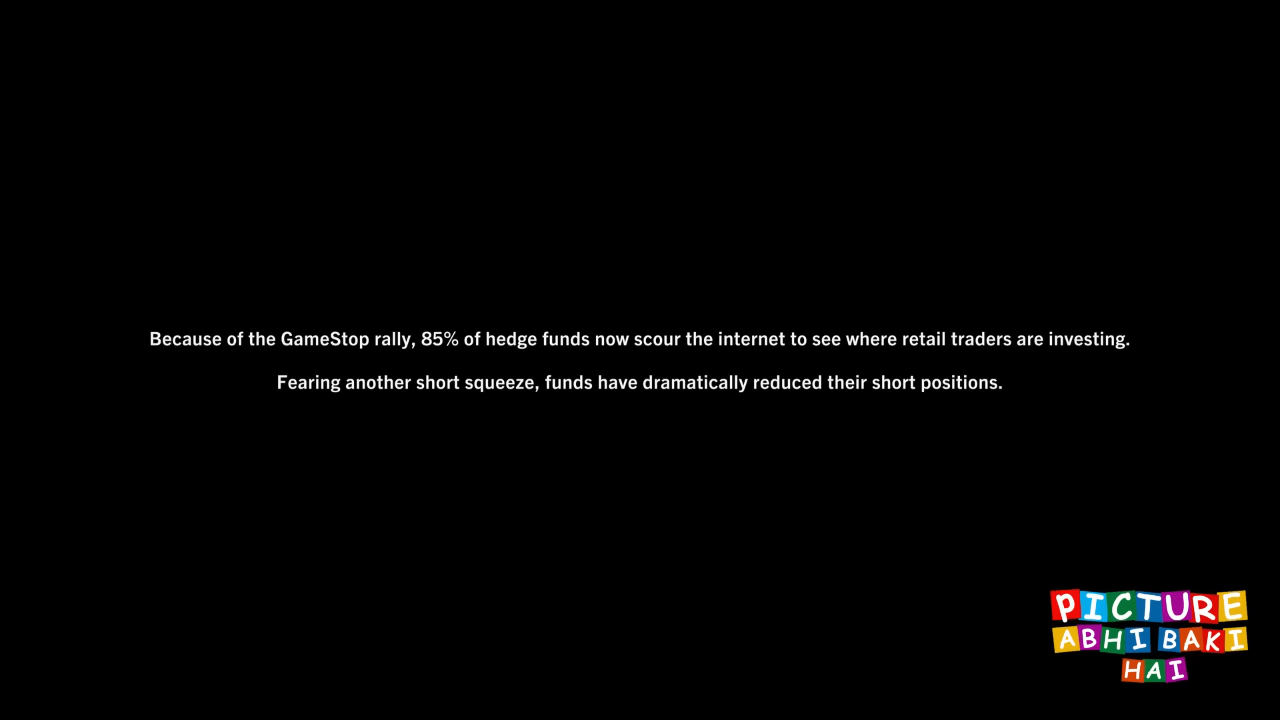 Because of the GameStop rally, 85% of hedge funds now scour the internet to see where retail traders are investing.
Fearing another short squeeze, funds have dramatically reduced their short positions.
PICTURE
ABHI BAKI
HAI